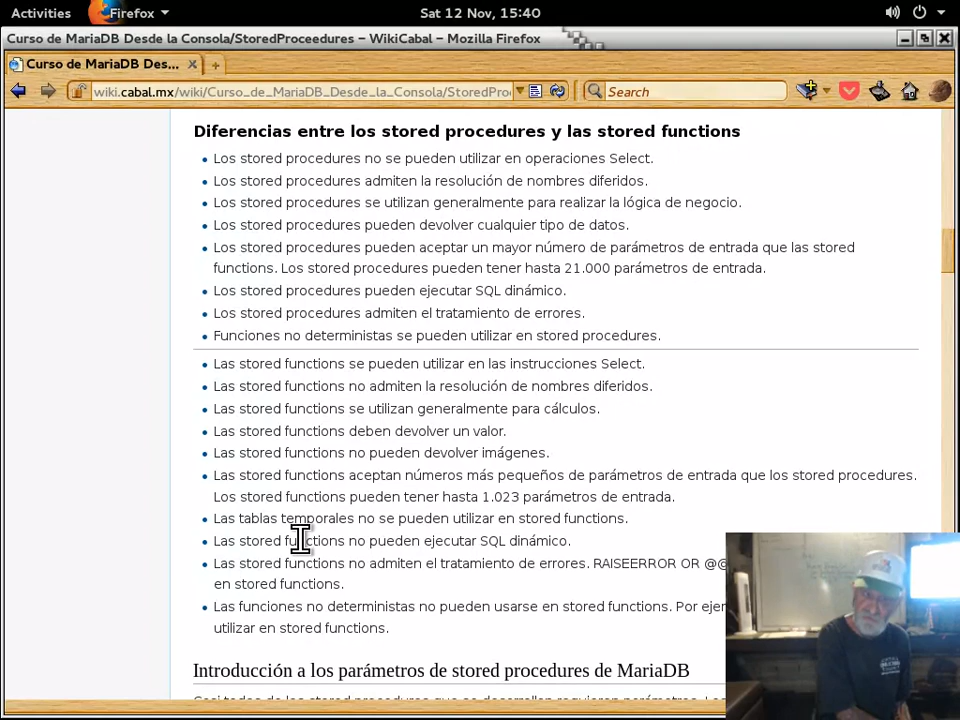 Activities Firefox Sat 12 Nov, 15:40
Curso de MariaDB Desde la Consola/StoredProceedures – WikiCabal – Mozilla Firefox
Curso de MariaDB Des...
wiki.cabal.mx/wiki/Curso_de_MariaDB_Desde_la_Consola/StoredPro Search
Diferencias entre los stored procedures y las stored functions
Los stored procedures no se pueden utilizar en operaciones Select.
Los stored procedures admiten la resolución de nombres diferidos.
Los stored procedures se utilizan generalmente para realizar la lógica de negocio.
Los stored procedures pueden devolver cualquier tipo de datos.
Los stored procedures pueden aceptar un mayor número de parámetros de entrada que las stored
functions. Los stored procedures pueden tener hasta 21.000 parámetros de entrada.
Los stored procedures pueden ejecutar SQL dinámico.
Los stored procedures admiten el tratamiento de errores.
Funciones no deterministas se pueden utilizar en stored procedures.
Las stored functions se pueden utilizar en las instrucciones Select.
Las stored functions no admiten la resolución de nombres diferidos.
Las stored functions se utilizan generalmente para cálculos.
Las stored functions deben devolver un valor.
Las stored functions no pueden devolver imágenes.
Las stored functions aceptan números más pequeños de parámetros de entrada que los stored procedures.
Los stored functions pueden tener hasta 1.023 parámetros de entrada.
Las tablas temporales no se pueden utilizar en stored functions.
Las stored functions no pueden ejecutar SQL dinámico.
Las stored functions no admiten el tratamiento de errores. RAISEERROR OR @@
en stored functions.
Las funciones no deterministas no pueden usarse en stored functions. Por ejer
utilizar en stored functions.
Introducción a los parámetros de stored procedures de MariaDB